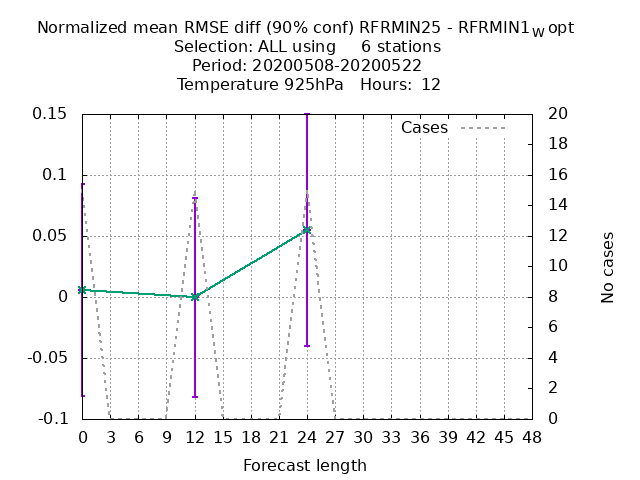 Normalized mean RMSE diff (90% conf) RFRMIN25 - RFRMIN1wopt
Selection: ALL using 6 stations
Period: 20200508-20200522
Temperature 925hPa Hours: 12
Cases
0.15
0.1
0.05
0
-0.05
-0.1
20
18
16
14
12
10
8
6
4
2
0
No cases
0 3 6 9 12 15 18 21 24 27 30 33 36 39 42 45 48
Forecast length